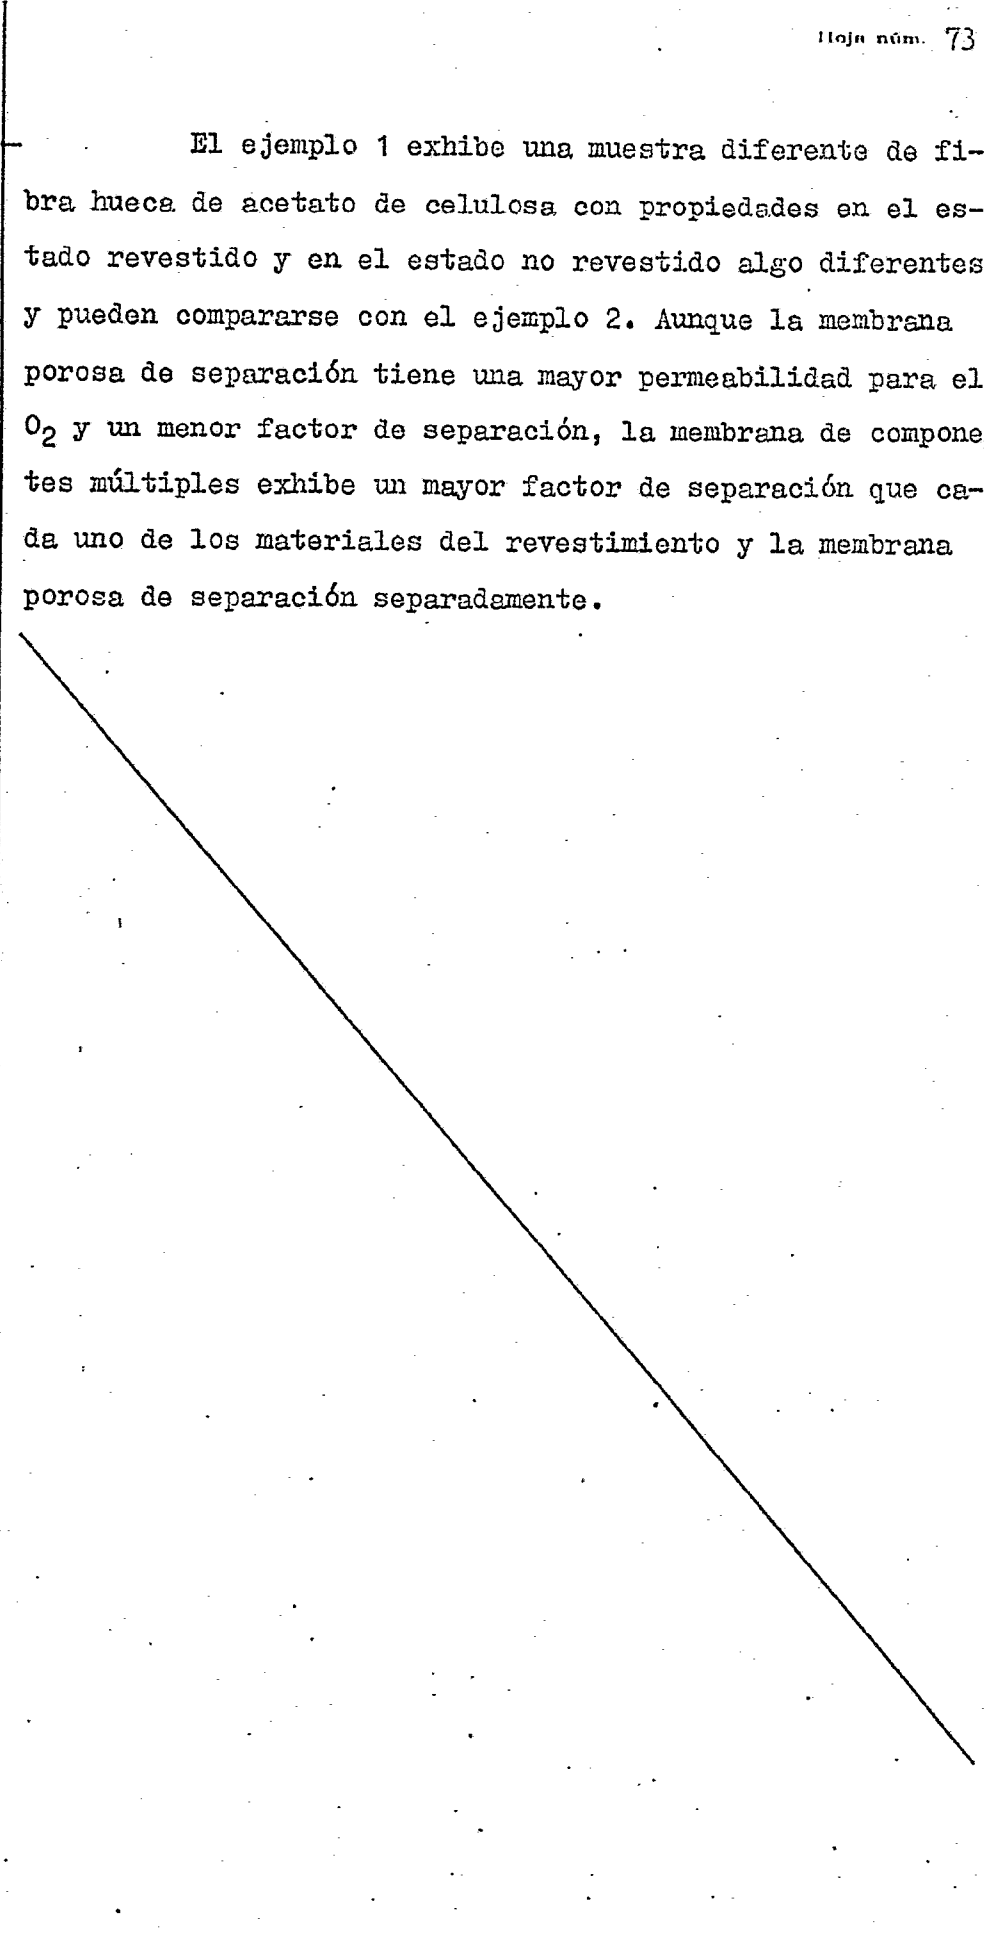 Hoja núm. 73
El ejemplo 1 exhibe una muestra diferente de fi-
bra hueca de acetato de celulosa con propiedades en el es-
tado revestido y en el estado no revestido algo diferentes
y pueden compararse con el ejemplo 2. Aunque la membrana
porosa de separación tiene una mayor permeabilidad para el
O₂ y un menor factor de separación, la membrana de compone
tes múltiples exhibe un mayor factor de separación que ca-
da uno de los materiales del revestimiento y la membrana
porosa de separación separadamente.